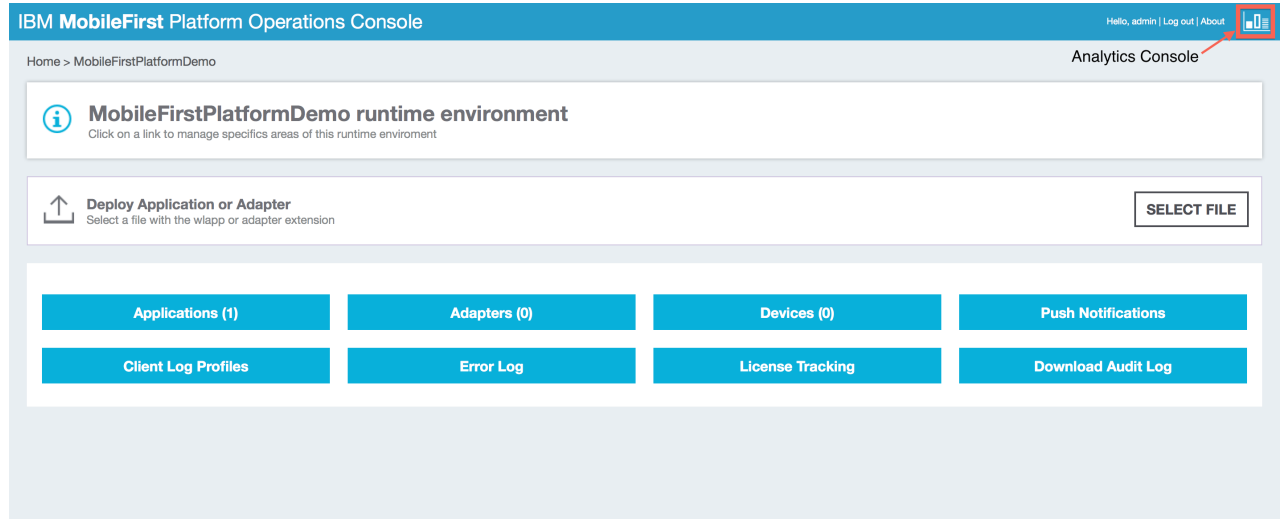 IBM MobileFirst Platform Operations Console
Hello, admin | Log out | About
Home > MobileFirstPlatformDemo
Analytics Console
MobileFirstPlatformDemo runtime environment
Click on a link to manage specifics areas of this runtime enviroment
Deploy Application or Adapter
Select a file with the wlapp or adapter extension
SELECT FILE
Applications (1)
Adapters (0)
Devices (0)
Push Notifications
Client Log Profiles
Error Log
License Tracking
Download Audit Log